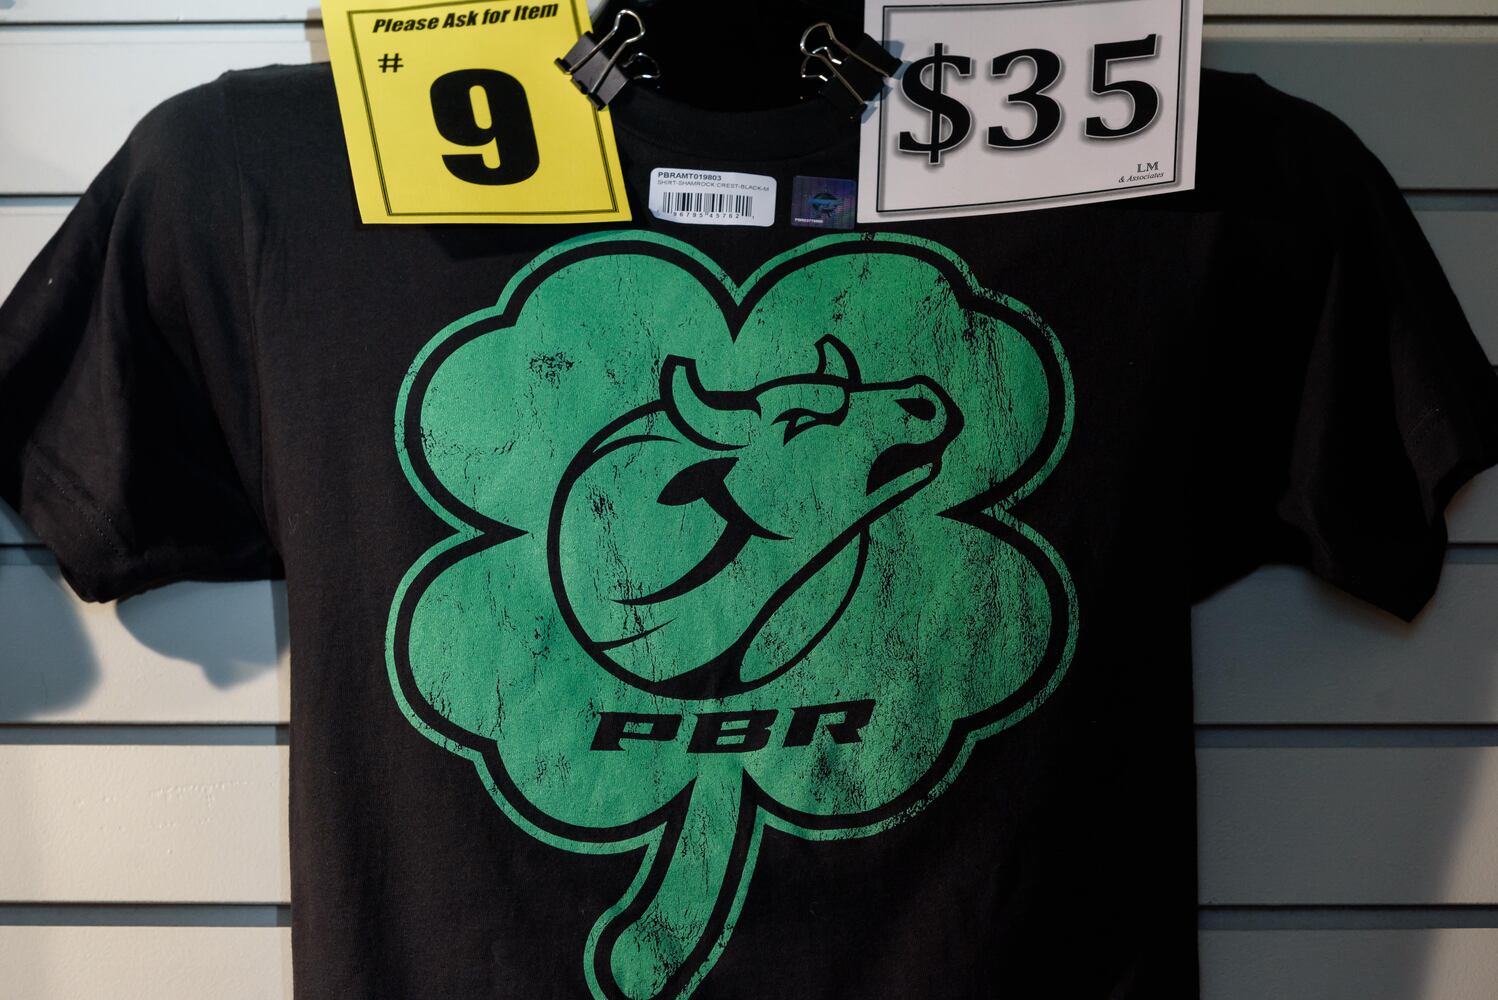 Please Ask for Item
# 9
PBRAMT019803
SHIRT-SHAMROCK:CREST-BLACK-M
$35
LM
& Associates
PBR